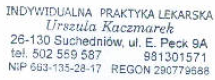 INDYWIDUALNA PRAKTYKA LEKARSKA
Urszula Kaczmarek
26-130 Suchedniów, ul. E. Peck 9A
tel. 502 559 587 981301571
NIP 663-135-28-17 REGON 290779688